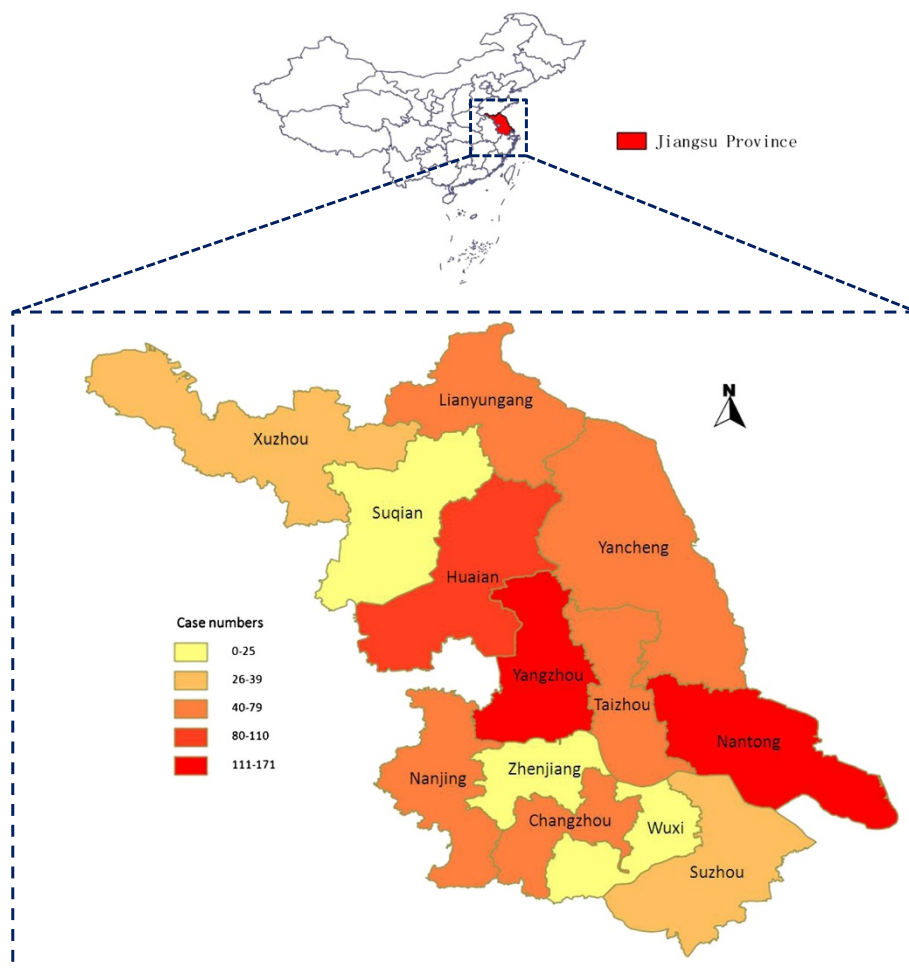 Jiangsu Province
N
Lianyungang
Xuzhou
Suqian
Yancheng
Huaian
Case numbers
0-25
26-39
40-79
80-110
111-171
Yangzhou
Taizhou
Nantong
Zhenjiang
Nanjing
Changzhou
Wuxi
Suzhou